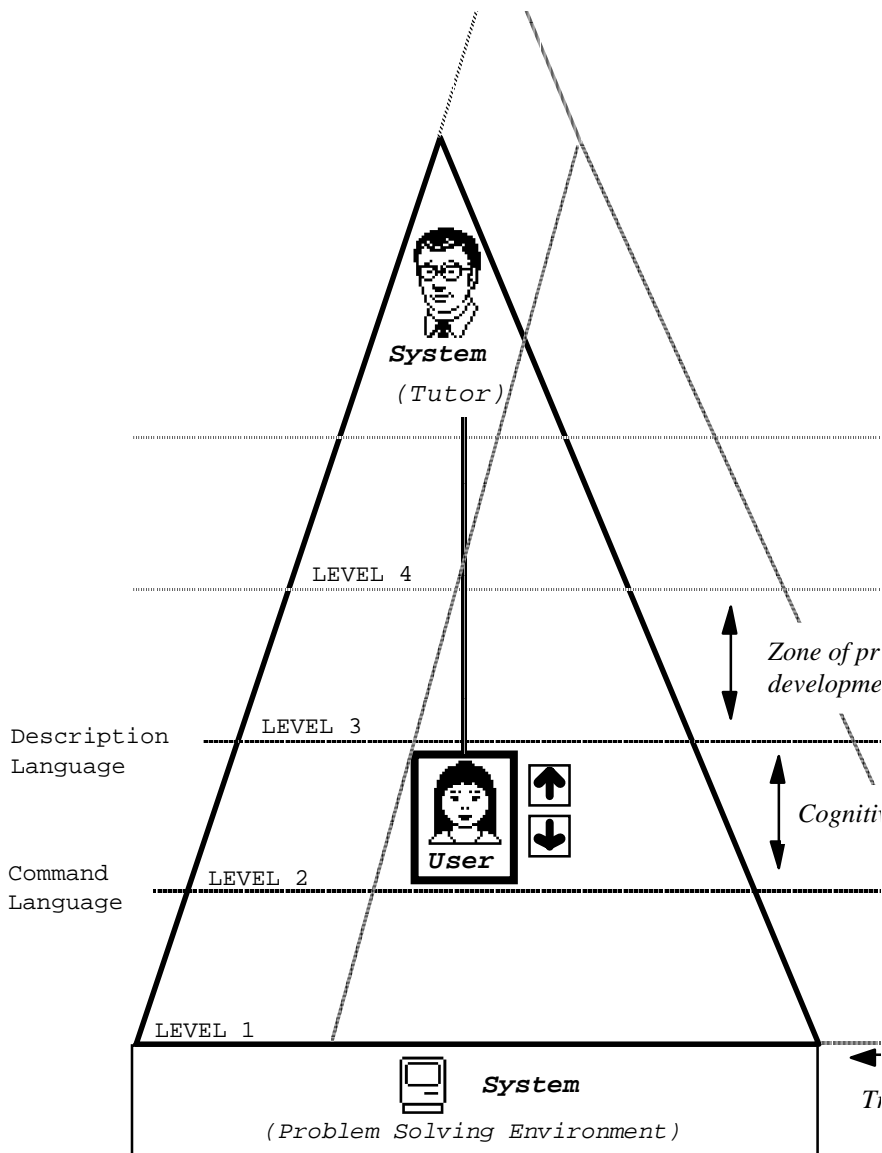 System
(Tutor)
LEVEL 4
Zone of pr
developme
LEVEL 3
Description
Language
Cognitiv
User
Command
Language
LEVEL 2
LEVEL 1
System
Tr
(Problem Solving Environment)